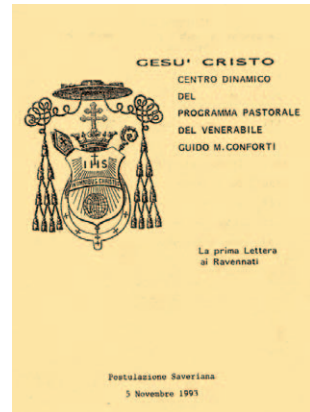 GESU' CRISTO
CENTRO DINAMICO
DEL
PROGRAMMA PASTORALE
DEL VENERABILE
GUIDO M.CONFORTI
IHS
La prima Lettera
ai Ravennati
Postulazione Saveriana
5 Novembre 1993